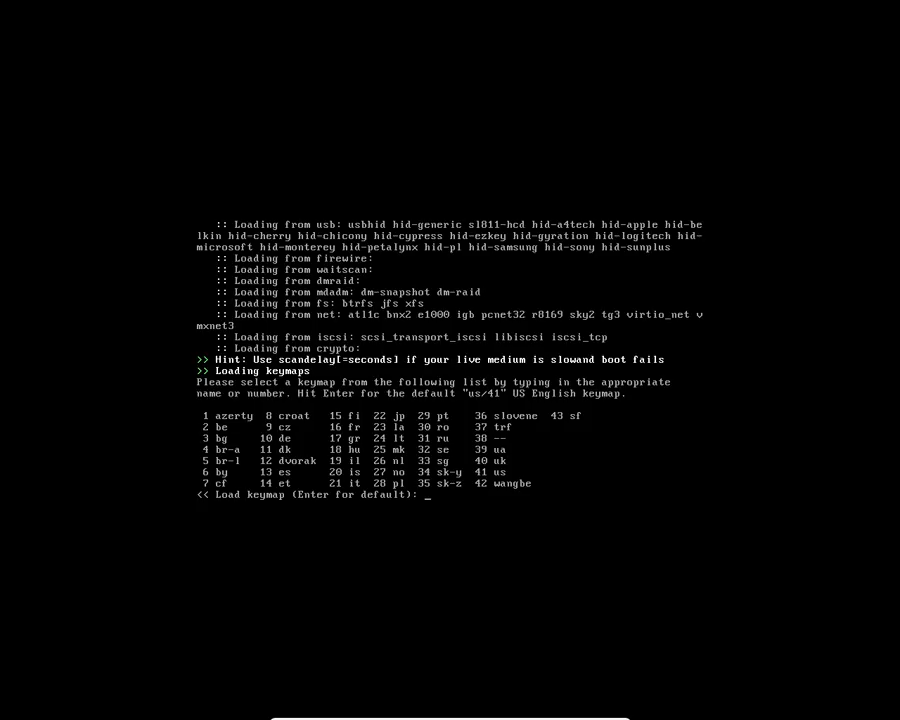 :: Loading from usb: usbhid hid-generic sl811-hcd hid-a4tech hid-apple hid-be
lkin hid-cherry hid-chicony hid-cypress hid-ezkey hid-gyration hid-logitech hid-
microsoft hid-monterey hid-petalynx hid-pl hid-samsung hid-sony hid-sunplus
:: Loading from firewire:
:: Loading from waitscan:
:: Loading from dmraid:
:: Loading from mdadm: dm-snapshot dm-raid
:: Loading from fs: btrfs jfs xfs
:: Loading from net: atl1c bnx2 e1000 igb pcnet32 r8169 sky2 tg3 virtio_net v
mxnet3
:: Loading from iscsi: scsi_transport_iscsi libiscsi iscsi_tcp
:: Loading from crypto:
>> Hint: Use scandelay[=seconds] if your live medium is slowand boot fails
>> Loading keymaps
Please select a keymap from the following list by typing in the appropriate
name or number. Hit Enter for the default "us/41" US English keymap.
1 azerty 8 croat 15 fi 22 jp 29 pt 36 slovene 43 sf
2 be 9 cz 16 fr 23 la 30 ro 37 trf
3 bg 10 de 17 gr 24 lt 31 ru 38 --
4 br-a 11 dk 18 hu 25 mk 32 se 39 ua
5 br-l 12 dvorak 19 il 26 nl 33 sg 40 uk
6 by 13 es 20 is 27 no 34 sk-y 41 us
7 cf 14 et 21 it 28 pl 35 sk-z 42 wangbe
<< Load keymap (Enter for default): _